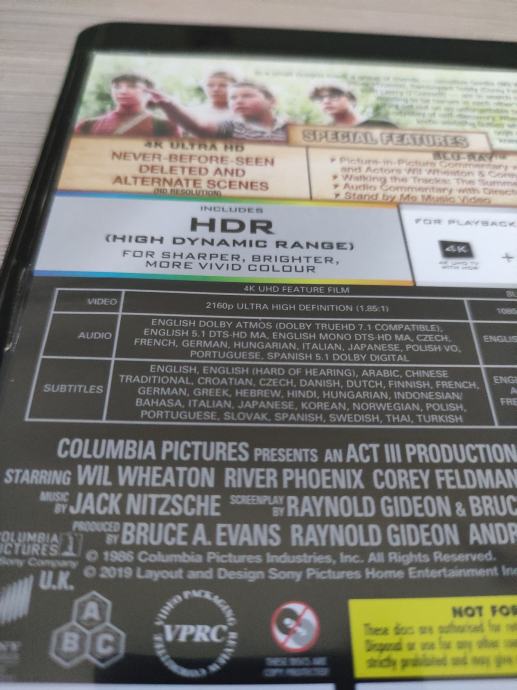 SPECIAL FEATURES
4K ULTRA HD
NEVER-BEFORE-SEEN
DELETED AND
ALTERNATE SCENES
(HD RESOLUTION)
BLU-RAY™
Picture-in-Picture Commentary
and Actors Wil Wheaton & Corey
Walking the Tracks: The Summer
Audio Commentary with Direct
Stand by Me Music Video
INCLUDES
HDR
(HIGH DYNAMIC RANGE)
FOR SHARPER, BRIGHTER,
MORE VIVID COLOUR
FOR PLAYBACK
4K
+
4K UHD FEATURE FILM
VIDEO
2160p ULTRA HIGH DEFINITION (1.85:1)
1080
AUDIO
ENGLISH DOLBY ATMOS (DOLBY TRUEHD 7.1 COMPATIBLE),
ENGLISH 5.1 DTS-HD MA, ENGLISH MONO DTS-HD MA, CZECH,
FRENCH, GERMAN, HUNGARIAN, ITALIAN, JAPANESE, POLISH VO,
PORTUGUESE, SPANISH 5.1 DOLBY DIGITAL
ENGLIS
SUBTITLES
ENGLISH, ENGLISH (HARD OF HEARING), ARABIC, CHINESE
TRADITIONAL, CROATIAN, CZECH, DANISH, DUTCH, FINNISH, FRENCH,
GERMAN, GREEK, HEBREW, HINDI, HUNGARIAN, INDONESIAN/
BAHASA, ITALIAN, JAPANESE, KOREAN, NORWEGIAN, POLISH,
PORTUGUESE, SLOVAK, SPANISH, SWEDISH, THAI, TURKISH
COLUMBIA PICTURES PRESENTS AN ACT III PRODUCTION
STARRING WIL WHEATON RIVER PHOENIX COREY FELDMAN
MUSIC BY JACK NITZSCHE SCREENPLAY BY RAYNOLD GIDEON & BRUC
PRODUCED BY BRUCE A. EVANS RAYNOLD GIDEON ANDR
COLUMBIA
PICTURES
Sony Company
© 1986 Columbia Pictures Industries, Inc. All Rights Reserved.
© 2019 Layout and Design Sony Pictures Home Entertainment Inc
U.K.
ABC
VIDEO PACKAGING REVIEW COMMITTEE
VPRC
THESE DISCS ARE
COPY PROTECTED
NOT FOR
These discs are authorised for
Disposal or use for any other
strictly prohibited and may give